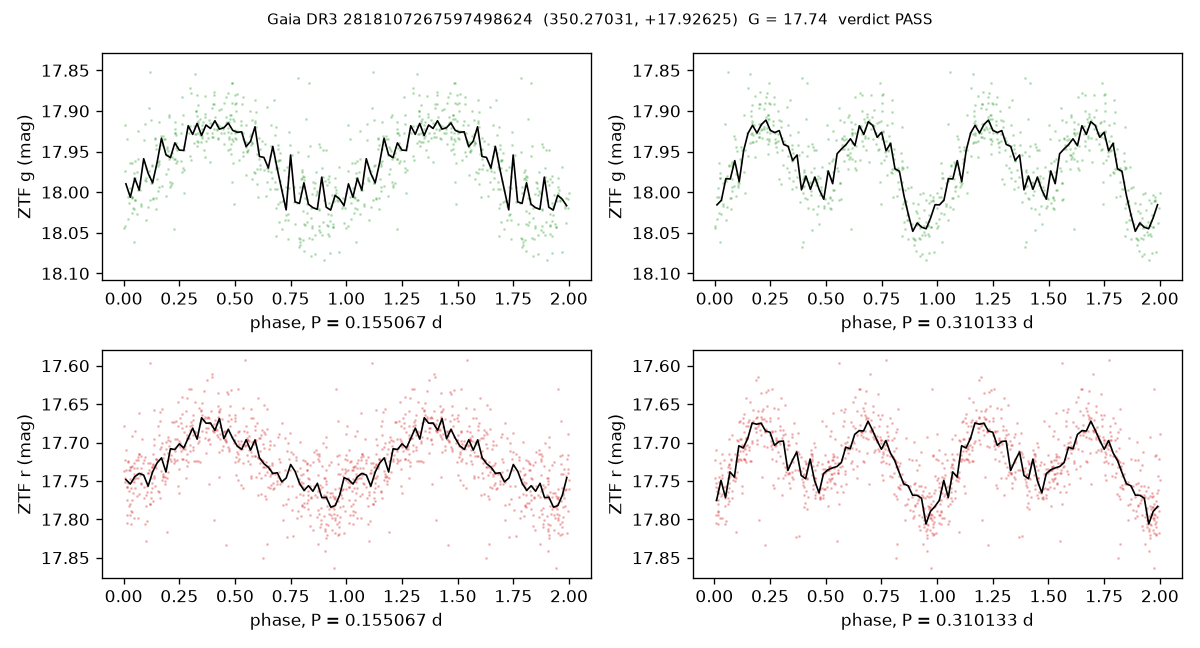 Gaia DR3 2818107267597498624 (350.27031, +17.92625) G = 17.74 verdict PASS
17.85
17.90
17.95
18.00
18.05
18.10
ZTF g (mag)
0.00 0.25 0.50 0.75 1.00 1.25 1.50 1.75 2.00
phase, P = 0.155067 d
17.85
17.90
17.95
18.00
18.05
18.10
ZTF g (mag)
0.00 0.25 0.50 0.75 1.00 1.25 1.50 1.75 2.00
phase, P = 0.310133 d
17.60
17.65
17.70
17.75
17.80
17.85
ZTF r (mag)
0.00 0.25 0.50 0.75 1.00 1.25 1.50 1.75 2.00
phase, P = 0.155067 d
17.60
17.65
17.70
17.75
17.80
17.85
ZTF r (mag)
0.00 0.25 0.50 0.75 1.00 1.25 1.50 1.75 2.00
phase, P = 0.310133 d